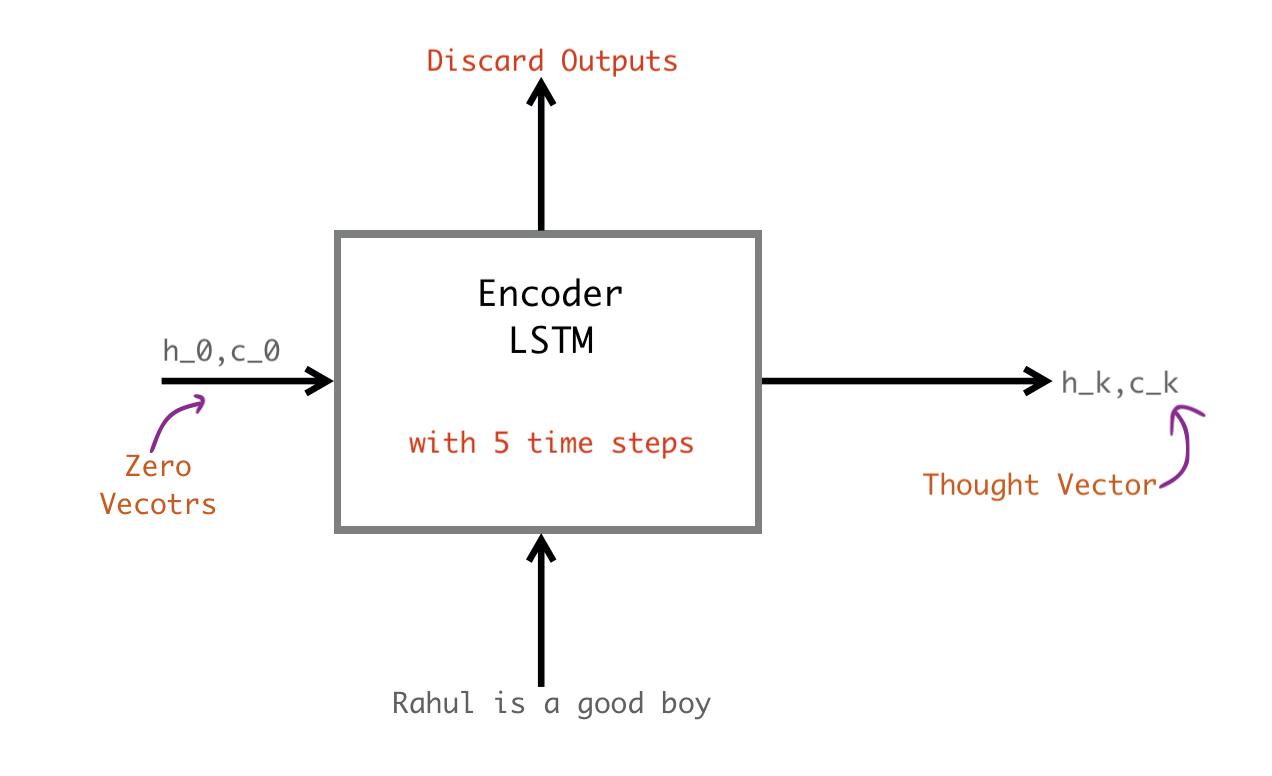 Discard Outputs
Encoder
LSTM
h_0,c_0
h_k,c_k
with 5 time steps
Zero
Vecotrs
Thought Vector
Rahul is a good boy